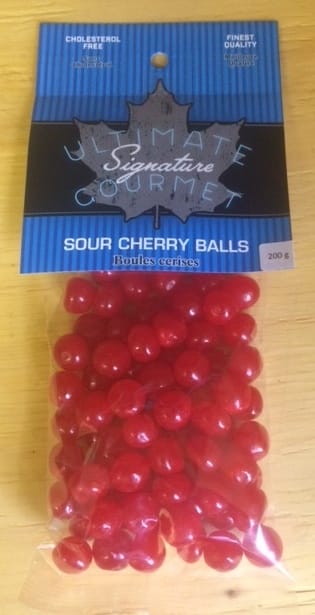 CHOLESTEROL
FREE
FINEST
QUALITY
ULTIMATE
Signature
GOURMET
SOUR CHERRY BALLS
Boules cerises
200 g